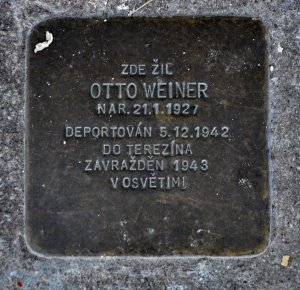 ZDE ŽIL
OTTO WEINER
NAR. 21.1.1927
DEPORTOVÁN 5.12.1942
DO TEREZÍNA
ZAVRAŽDĚN 1943
V OSVĚTIMI